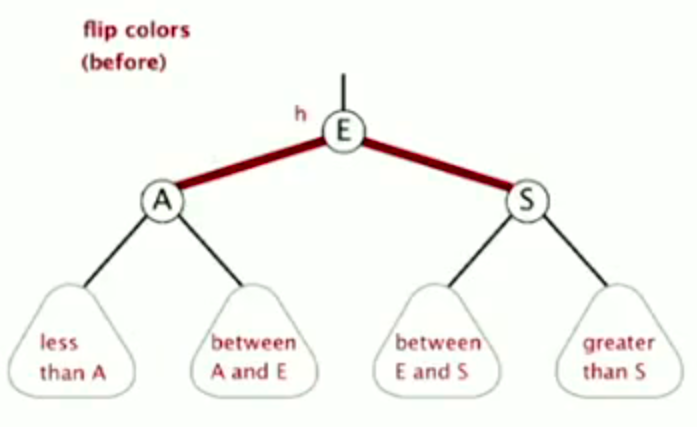 flip colors
(before)
h
E
A
S
less
than A
between
A and E
between
E and S
greater
than S